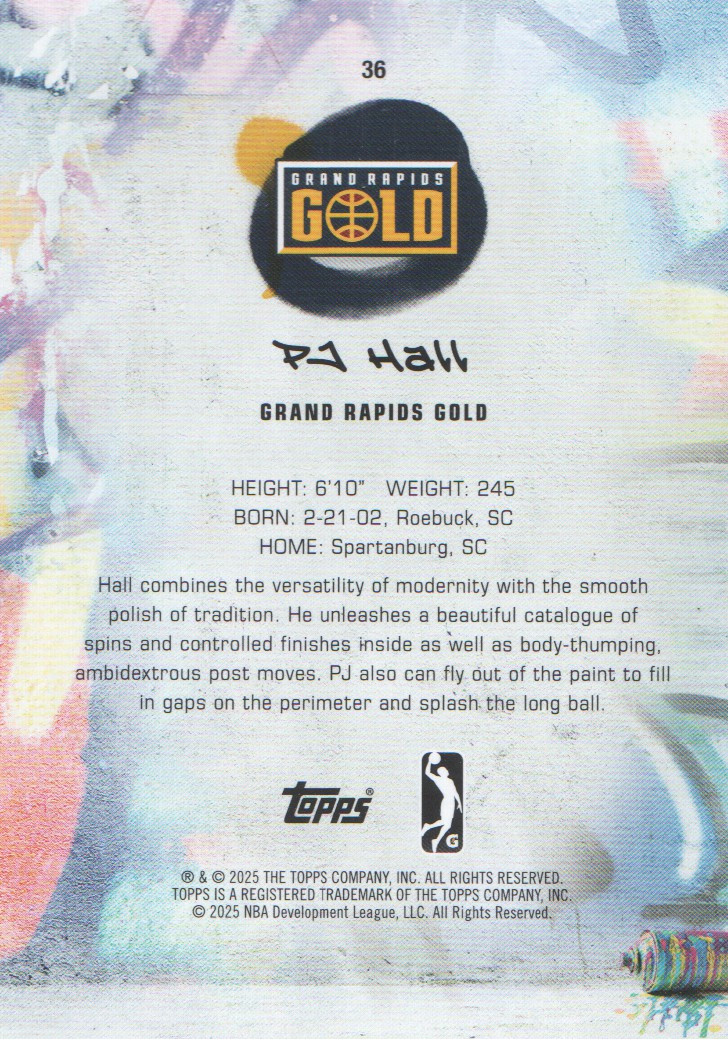 36
GRAND RAPIDS
GOLD
PJ Hall
GRAND RAPIDS GOLD
HEIGHT: 6'10" WEIGHT: 245
BORN: 2-21-02, Roebuck, SC
HOME: Spartanburg, SC
Hall combines the versatility of modernity with the smooth
polish of tradition. He unleashes a beautiful catalogue of
spins and controlled finishes inside as well as body-thumping,
ambidextrous post moves. PJ also can fly out of the paint to fill
in gaps on the perimeter and splash the long ball.
Topps®
G
® & © 2025 THE TOPPS COMPANY, INC. ALL RIGHTS RESERVED.
TOPPS IS A REGISTERED TRADEMARK OF THE TOPPS COMPANY, INC.
© 2025 NBA Development League, LLC. All Rights Reserved.